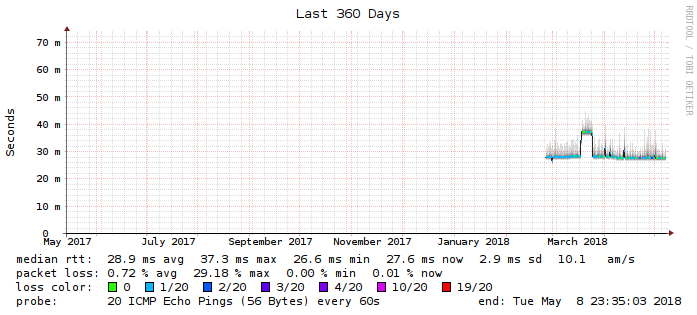 Last 360 Days
RRDTOOL / TOBI OETIKER
Seconds
70 m
60 m
50 m
40 m
30 m
20 m
10 m
0
May 2017 July 2017 September 2017 November 2017 January 2018 March 2018
median rtt: 28.9 ms avg 37.3 ms max 26.6 ms min 27.6 ms now 2.9 ms sd 10.1 am/s
packet loss: 0.72 % avg 29.18 % max 0.00 % min 0.01 % now
loss color: 0 1/20 2/20 3/20 4/20 10/20 19/20
probe: 20 ICMP Echo Pings (56 Bytes) every 60s end: Tue May 8 23:35:03 2018